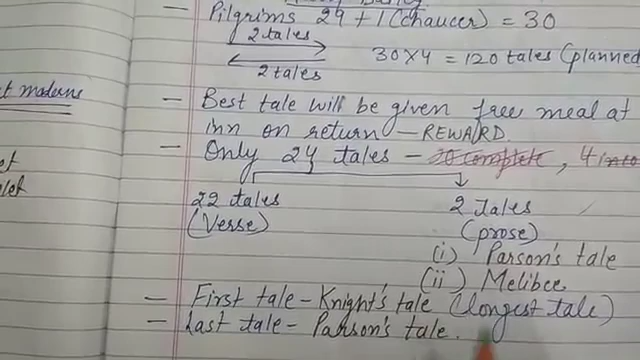 - Pilgrims 29 + 1 (Chaucer) = 30
2 tales
30 x 4 = 120 tales (planned
2 tales
- Best tale will be given free meal at
inn on return - REWARD
- Only 24 tales - 20 complete, 4 inco
22 tales 2 Tales
(Verse) (prose)
(i) Parson's tale
(ii) Melibee
- First tale - Knight's tale (longest tale)
- Last tale - Parson's tale.